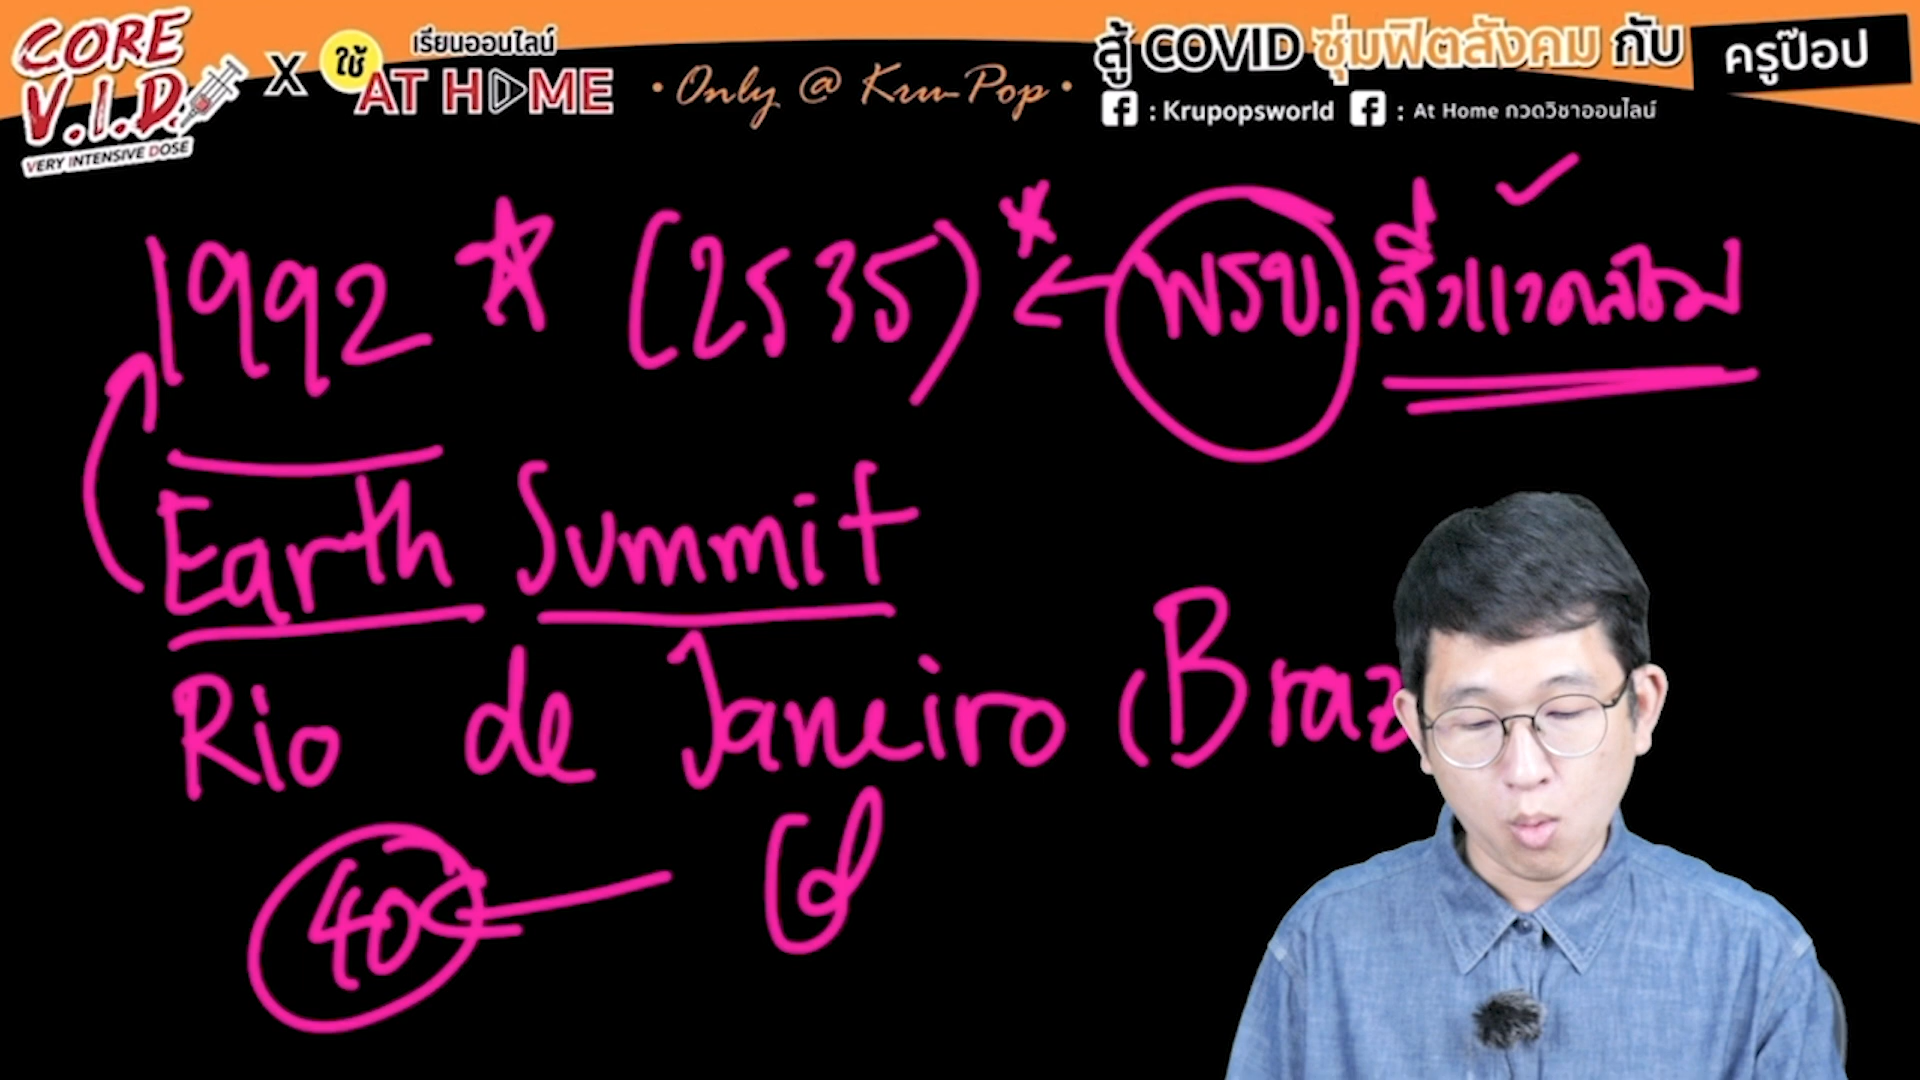 CORE V.I.D.
VERY INTENSIVE DOSE
X
ใช้
เรียนออนไลน์
AT HOME
• Only @ Kru-Pop •
สู้ COVID ซุ่มฟิตสังคม กับ ครูป๊อป
: Krupopsworld : At Home กวดวิชาออนไลน์
1992 (2535) ← พรบ. สิ่งแวดล้อม
Earth Summit
Rio de Janeiro (Braz
40